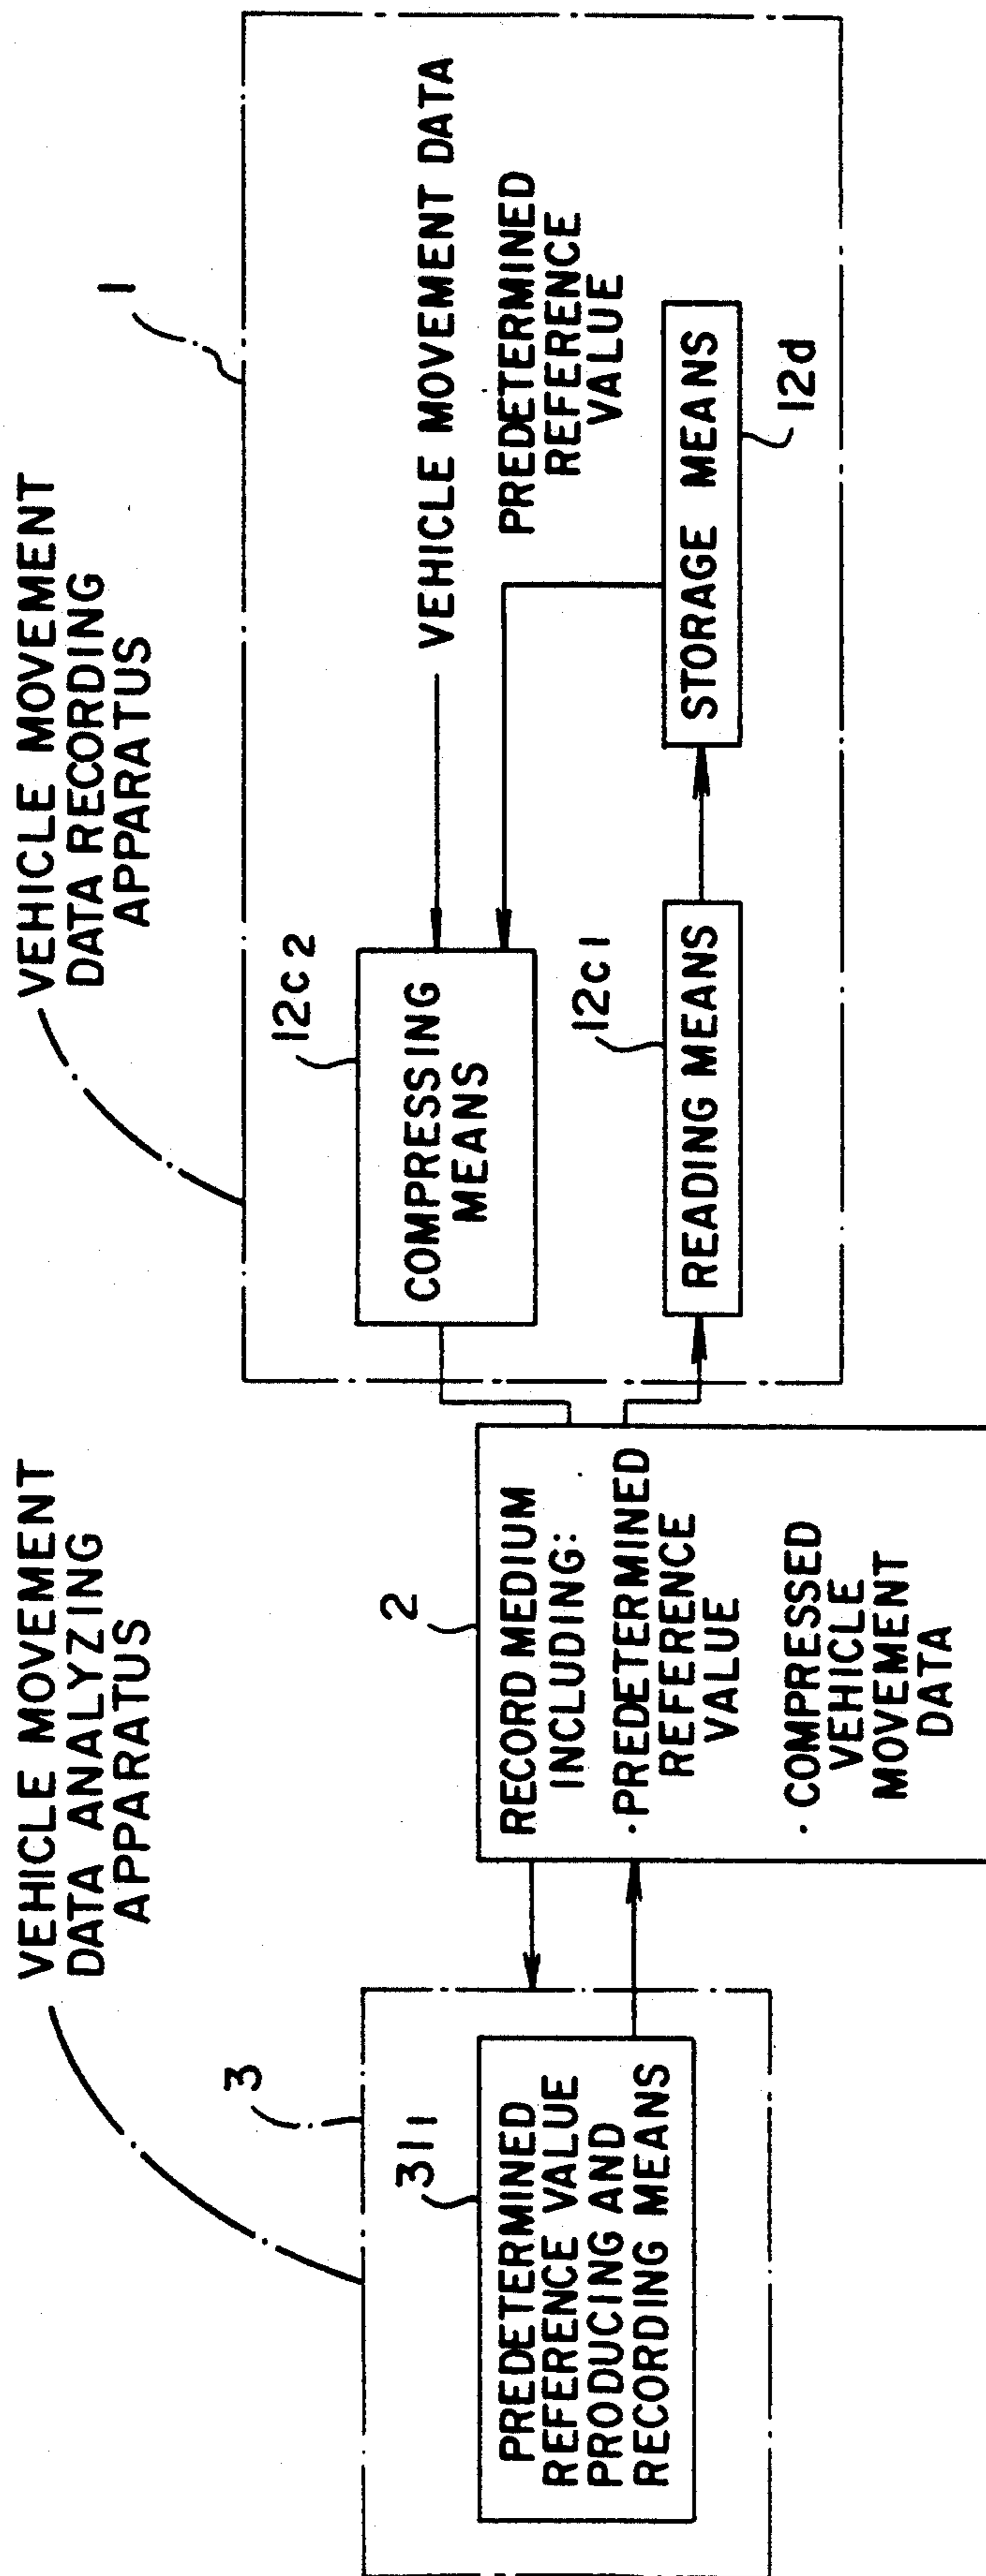 VEHICLE MOVEMENT
DATA ANALYZING
APPARATUS
3
311
PREDETERMINED
REFERENCE VALUE
PRODUCING AND
RECORDING MEANS
2
RECORD MEDIUM
INCLUDING:
· PREDETERMINED
REFERENCE
VALUE
· COMPRESSED
VEHICLE
MOVEMENT
DATA
VEHICLE MOVEMENT
DATA RECORDING
APPARATUS
1
12c2
COMPRESSING
MEANS
VEHICLE MOVEMENT DATA
PREDETERMINED
REFERENCE
VALUE
12c1
READING MEANS
STORAGE MEANS
12d